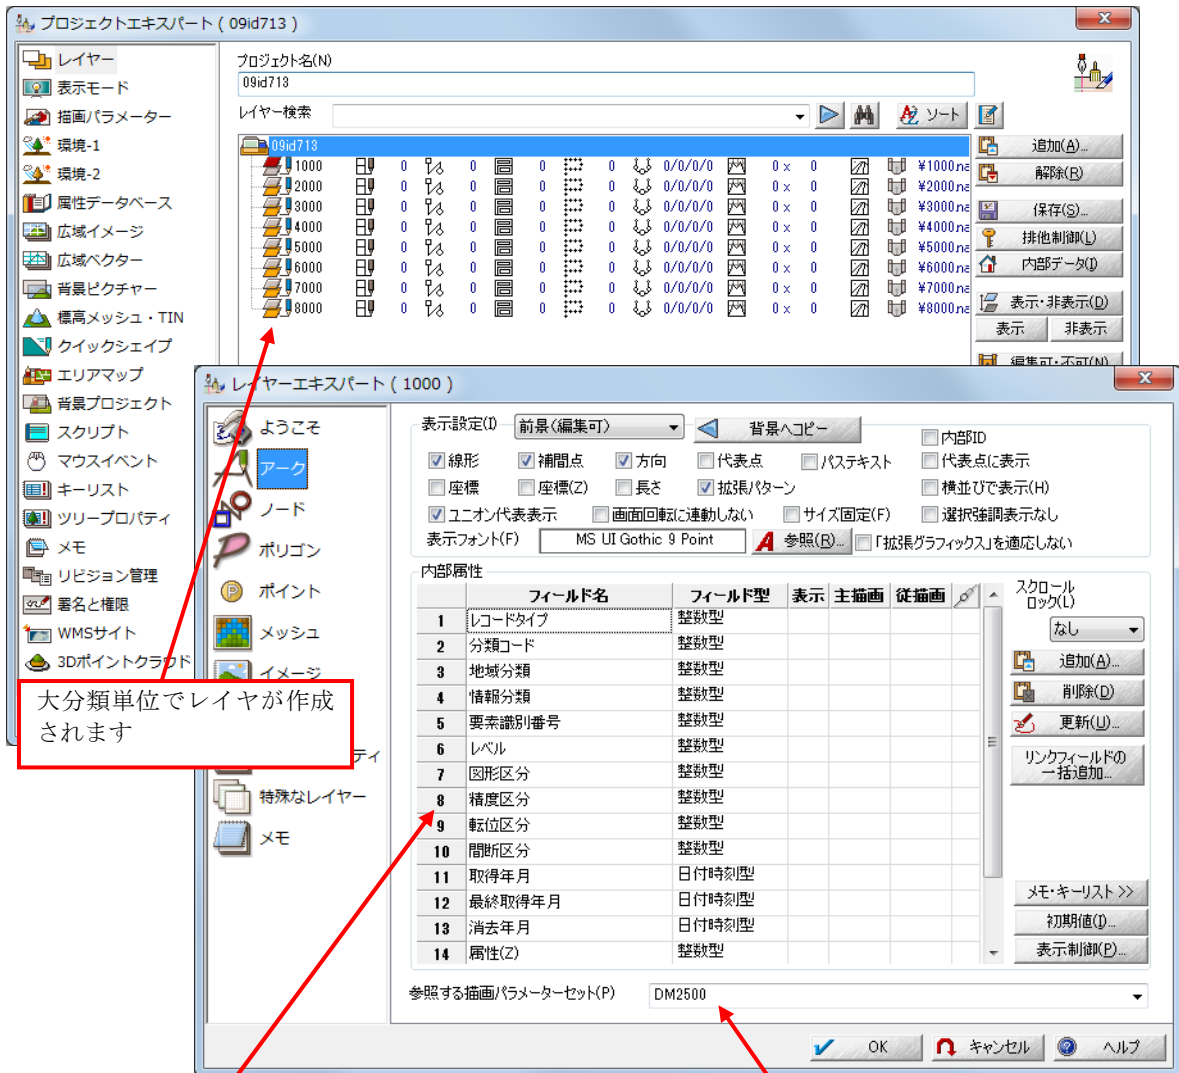 プロジェクトエキスパート ( 09id713 )
レイヤー
表示モード
描画パラメーター
環境-1
環境-2
属性データベース
広域イメージ
広域ベクター
背景ピクチャー
標高メッシュ・TIN
クイックシェイプ
エリアマップ
背景プロジェクト
スクリプト
マウスイベント
キーリスト
ツリープロパティ
メモ
リビジョン管理
署名と権限
WMSサイト
3Dポイントクラウド
プロジェクト名(N)
09id713
レイヤー検索
ソート
09id713
1000 0 0 0 0 0/0/0/0 0 x 0 ¥1000.na
2000 0 0 0 0 0/0/0/0 0 x 0 ¥2000.na
3000 0 0 0 0 0/0/0/0 0 x 0 ¥3000.na
4000 0 0 0 0 0/0/0/0 0 x 0 ¥4000.na
5000 0 0 0 0 0/0/0/0 0 x 0 ¥5000.na
6000 0 0 0 0 0/0/0/0 0 x 0 ¥6000.na
7000 0 0 0 0 0/0/0/0 0 x 0 ¥7000.na
8000 0 0 0 0 0/0/0/0 0 x 0 ¥8000.na
追加(A)...
解除(R)
保存(S)...
排他制御(L)
内部データ(I)
表示・非表示(D)
表示 非表示
編集可・不可(N)
大分類単位でレイヤが作成
されます
レイヤーエキスパート ( 1000 )
ようこそ
アーク
ノード
ポリゴン
ポイント
メッシュ
イメージ
ティ
特殊なレイヤー
メモ
表示設定(I) 前景(編集可) 背景へコピー
内部ID
線形 補間点 方向 代表点 パステキスト 代表点に表示
座標 座標(Z) 長さ 拡張パターン 横並びで表示(H)
ユニオン代表表示 画面回転に連動しない サイズ固定(F) 選択強調表示なし
表示フォント(F) MS UI Gothic 9 Point 参照(R)... 「拡張グラフィックス」を適応しない
内部属性
フィールド名 フィールド型 表示 主描画 従描画
1 レコードタイプ 整数型
2 分類コード 整数型
3 地域分類 整数型
4 情報分類 整数型
5 要素識別番号 整数型
6 レベル 整数型
7 図形区分 整数型
8 精度区分 整数型
9 転位区分 整数型
10 間断区分 整数型
11 取得年月 日付時刻型
12 最終取得年月 日付時刻型
13 消去年月 日付時刻型
14 属性(Z) 整数型
スクロール
ロック(L)
なし
追加(A)...
削除(D)
更新(U)...
リンクフィールドの
一括追加...
メモ・キーリスト >>
初期値(I)...
表示制御(P)...
参照する描画パラメーターセット(P) DM2500
OK キャンセル ヘルプ